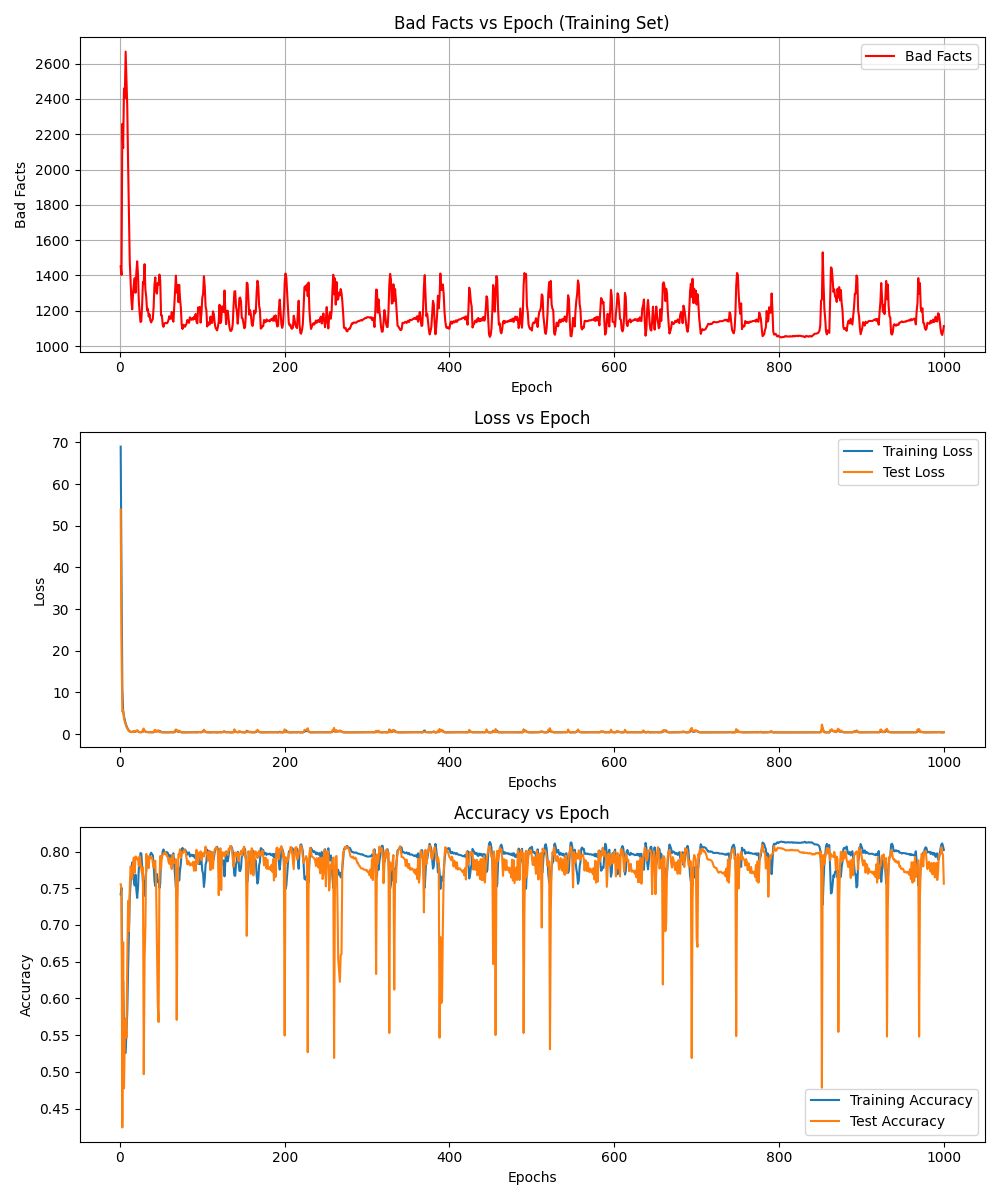 Bad Facts vs Epoch (Training Set)
Bad Facts
2600
2400
2200
2000
1800
1600
1400
1200
1000
Bad Facts
0 200 400 600 800 1000
Epoch
Loss vs Epoch
Training Loss
Test Loss
70
60
50
40
30
20
10
0
Loss
0 200 400 600 800 1000
Epochs
Accuracy vs Epoch
0.80
0.75
0.70
0.65
0.60
0.55
0.50
0.45
Accuracy
Training Accuracy
Test Accuracy
0 200 400 600 800 1000
Epochs